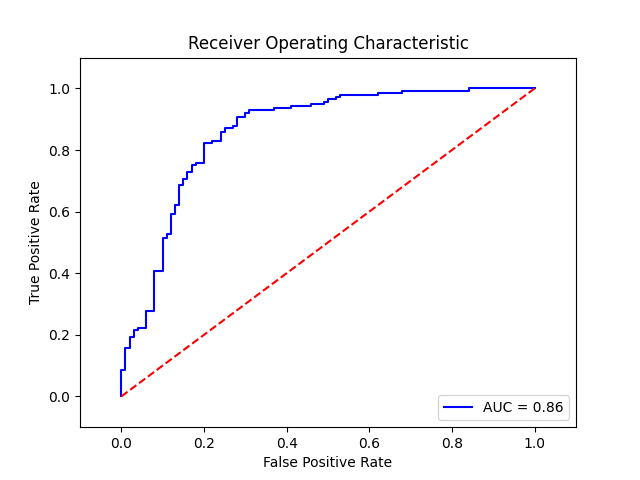 Receiver Operating Characteristic
1.0
0.8
0.6
0.4
0.2
0.0
True Positive Rate
AUC = 0.86
0.0 0.2 0.4 0.6 0.8 1.0
False Positive Rate